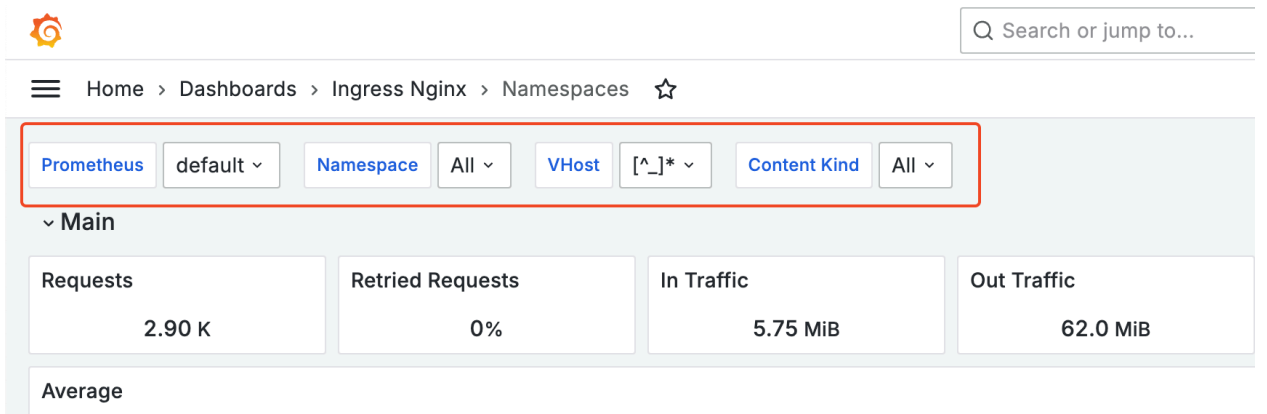 Search or jump to...
Home › Dashboards › Ingress Nginx › Namespaces
Prometheus default Namespace All VHost [^_]* Content Kind All
Main
Requests Retried Requests In Traffic Out Traffic
2.90 K 0% 5.75 MiB 62.0 MiB
Average